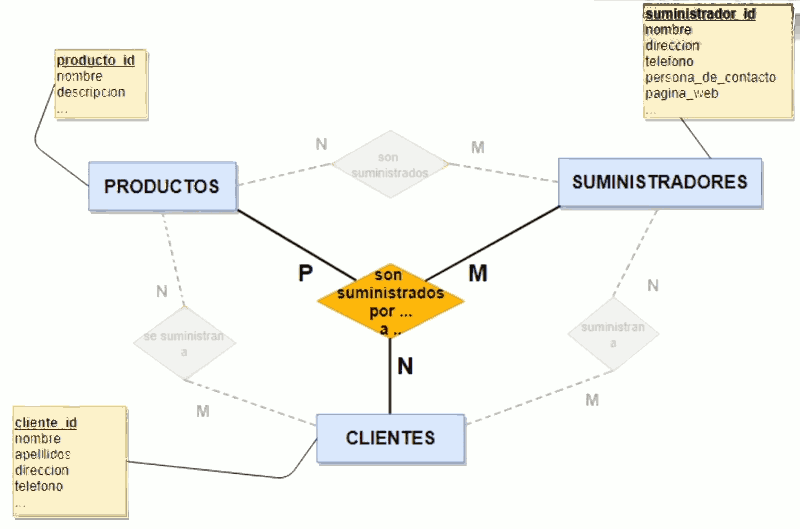 suministrador_id
nombre
direccion
telefono
persona_de_contacto
pagina_web
...
producto_id
nombre
descripcion
...
N
son
suministrados
M
PRODUCTOS
SUMINISTRADORES
P
son
suministrados
por ...
a ..
M
N
se suministran
a
M
N
suministran
a
M
N
CLIENTES
cliente_id
nombre
apellidos
direccion
telefono
...